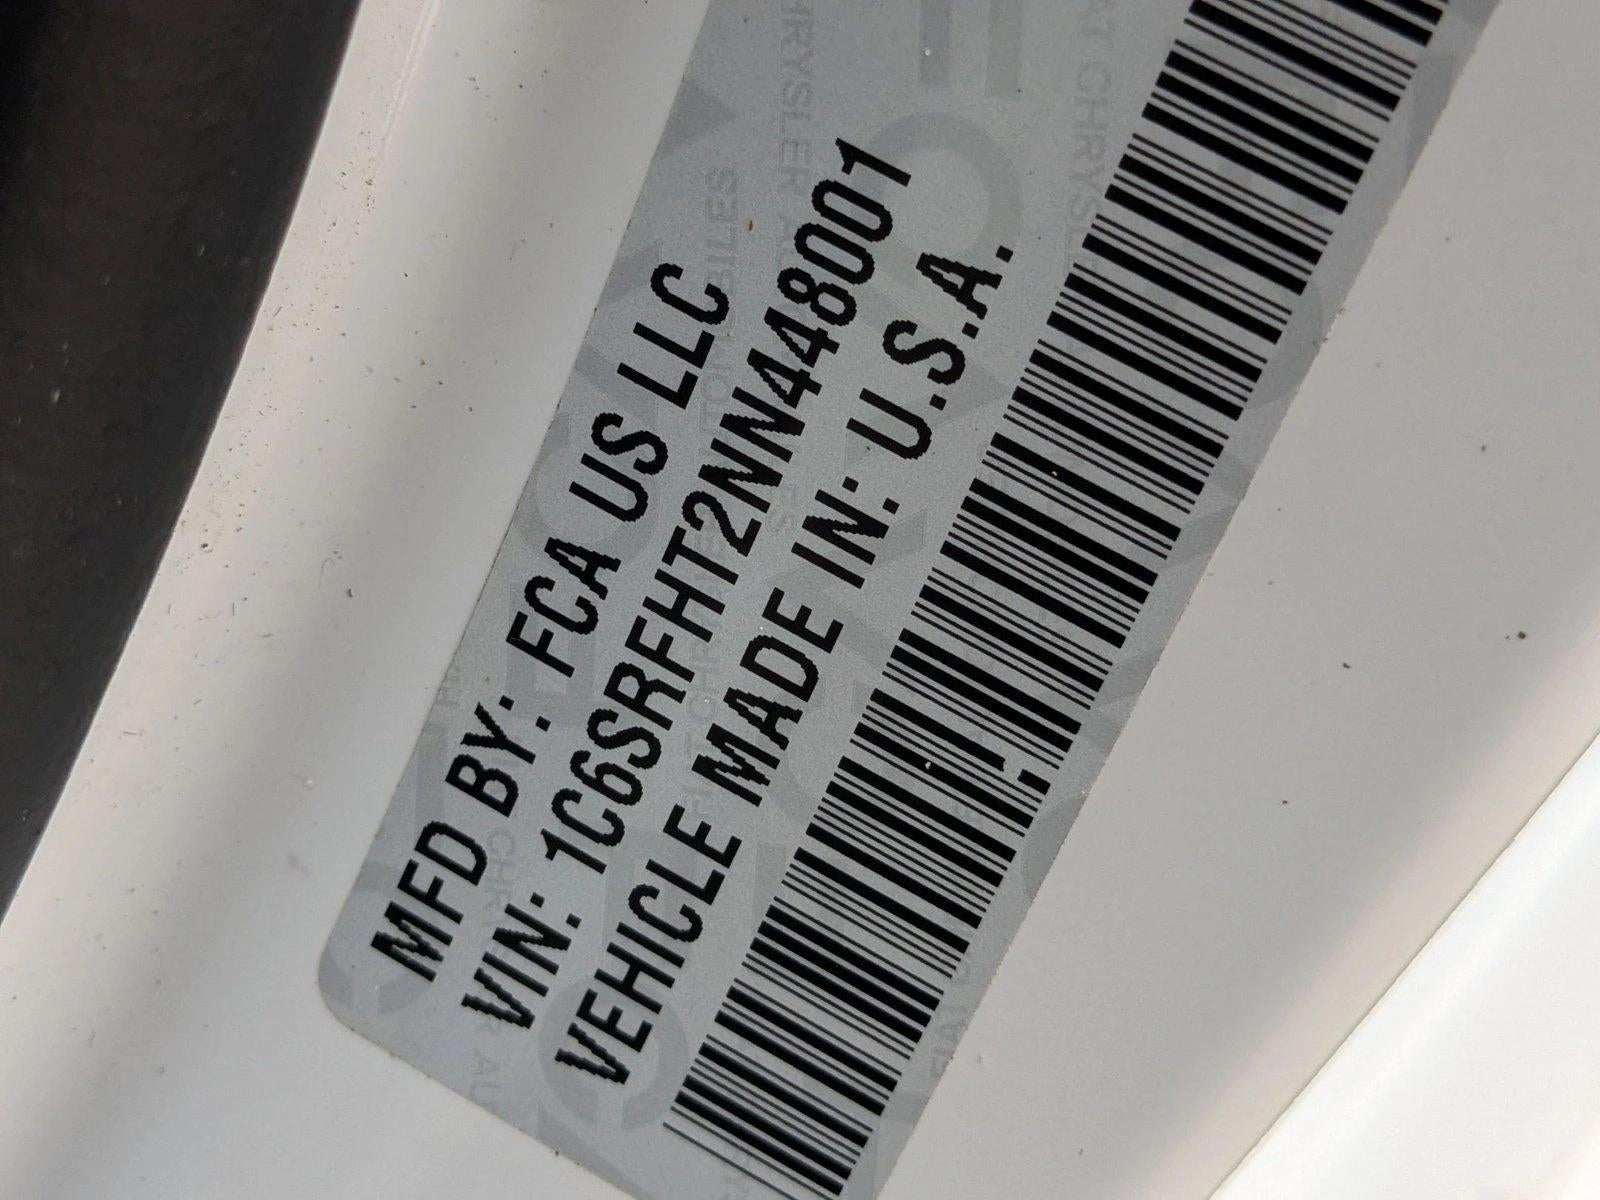 MFD BY: FCA US LLC
VIN: 1C6SRFHT2NN448001
VEHICLE MADE IN: U.S.A.